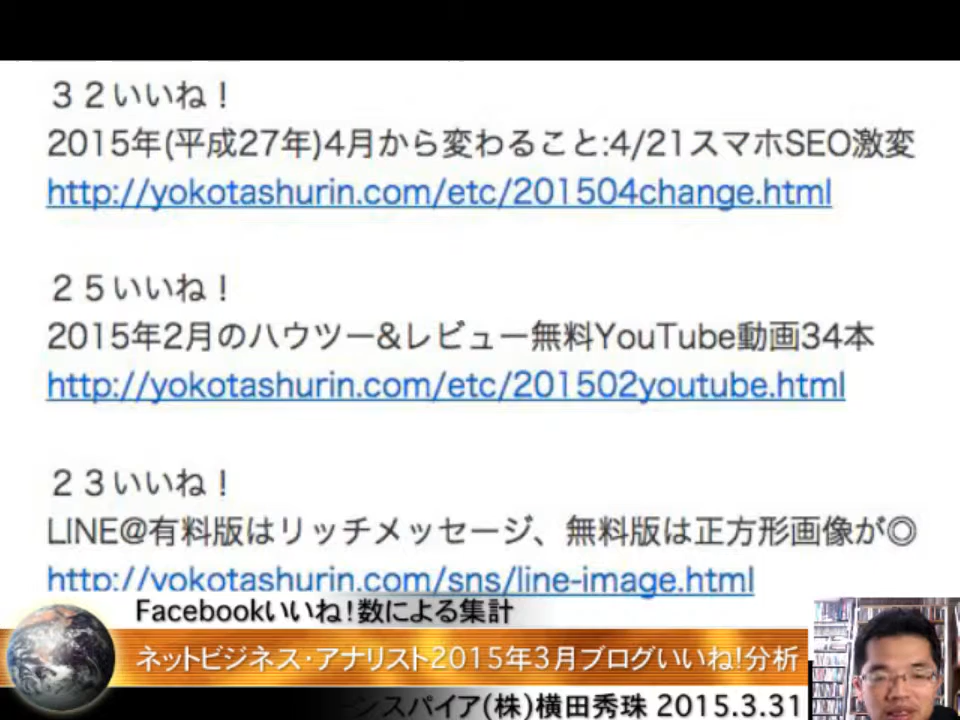 ３２いいね！
2015年(平成27年)4月から変わること:4/21スマホSEO激変
http://yokotashurin.com/etc/201504change.html
２５いいね！
2015年2月のハウツー&レビュー無料YouTube動画34本
http://yokotashurin.com/etc/201502youtube.html
２３いいね！
LINE@有料版はリッチメッセージ、無料版は正方形画像が◎
http://yokotashurin.com/sns/line-image.html
Facebookいいね！数による集計
ネットビジネス・アナリスト2015年3月ブログいいね!分析
ンスパイア(株)横田秀珠 2015.3.31